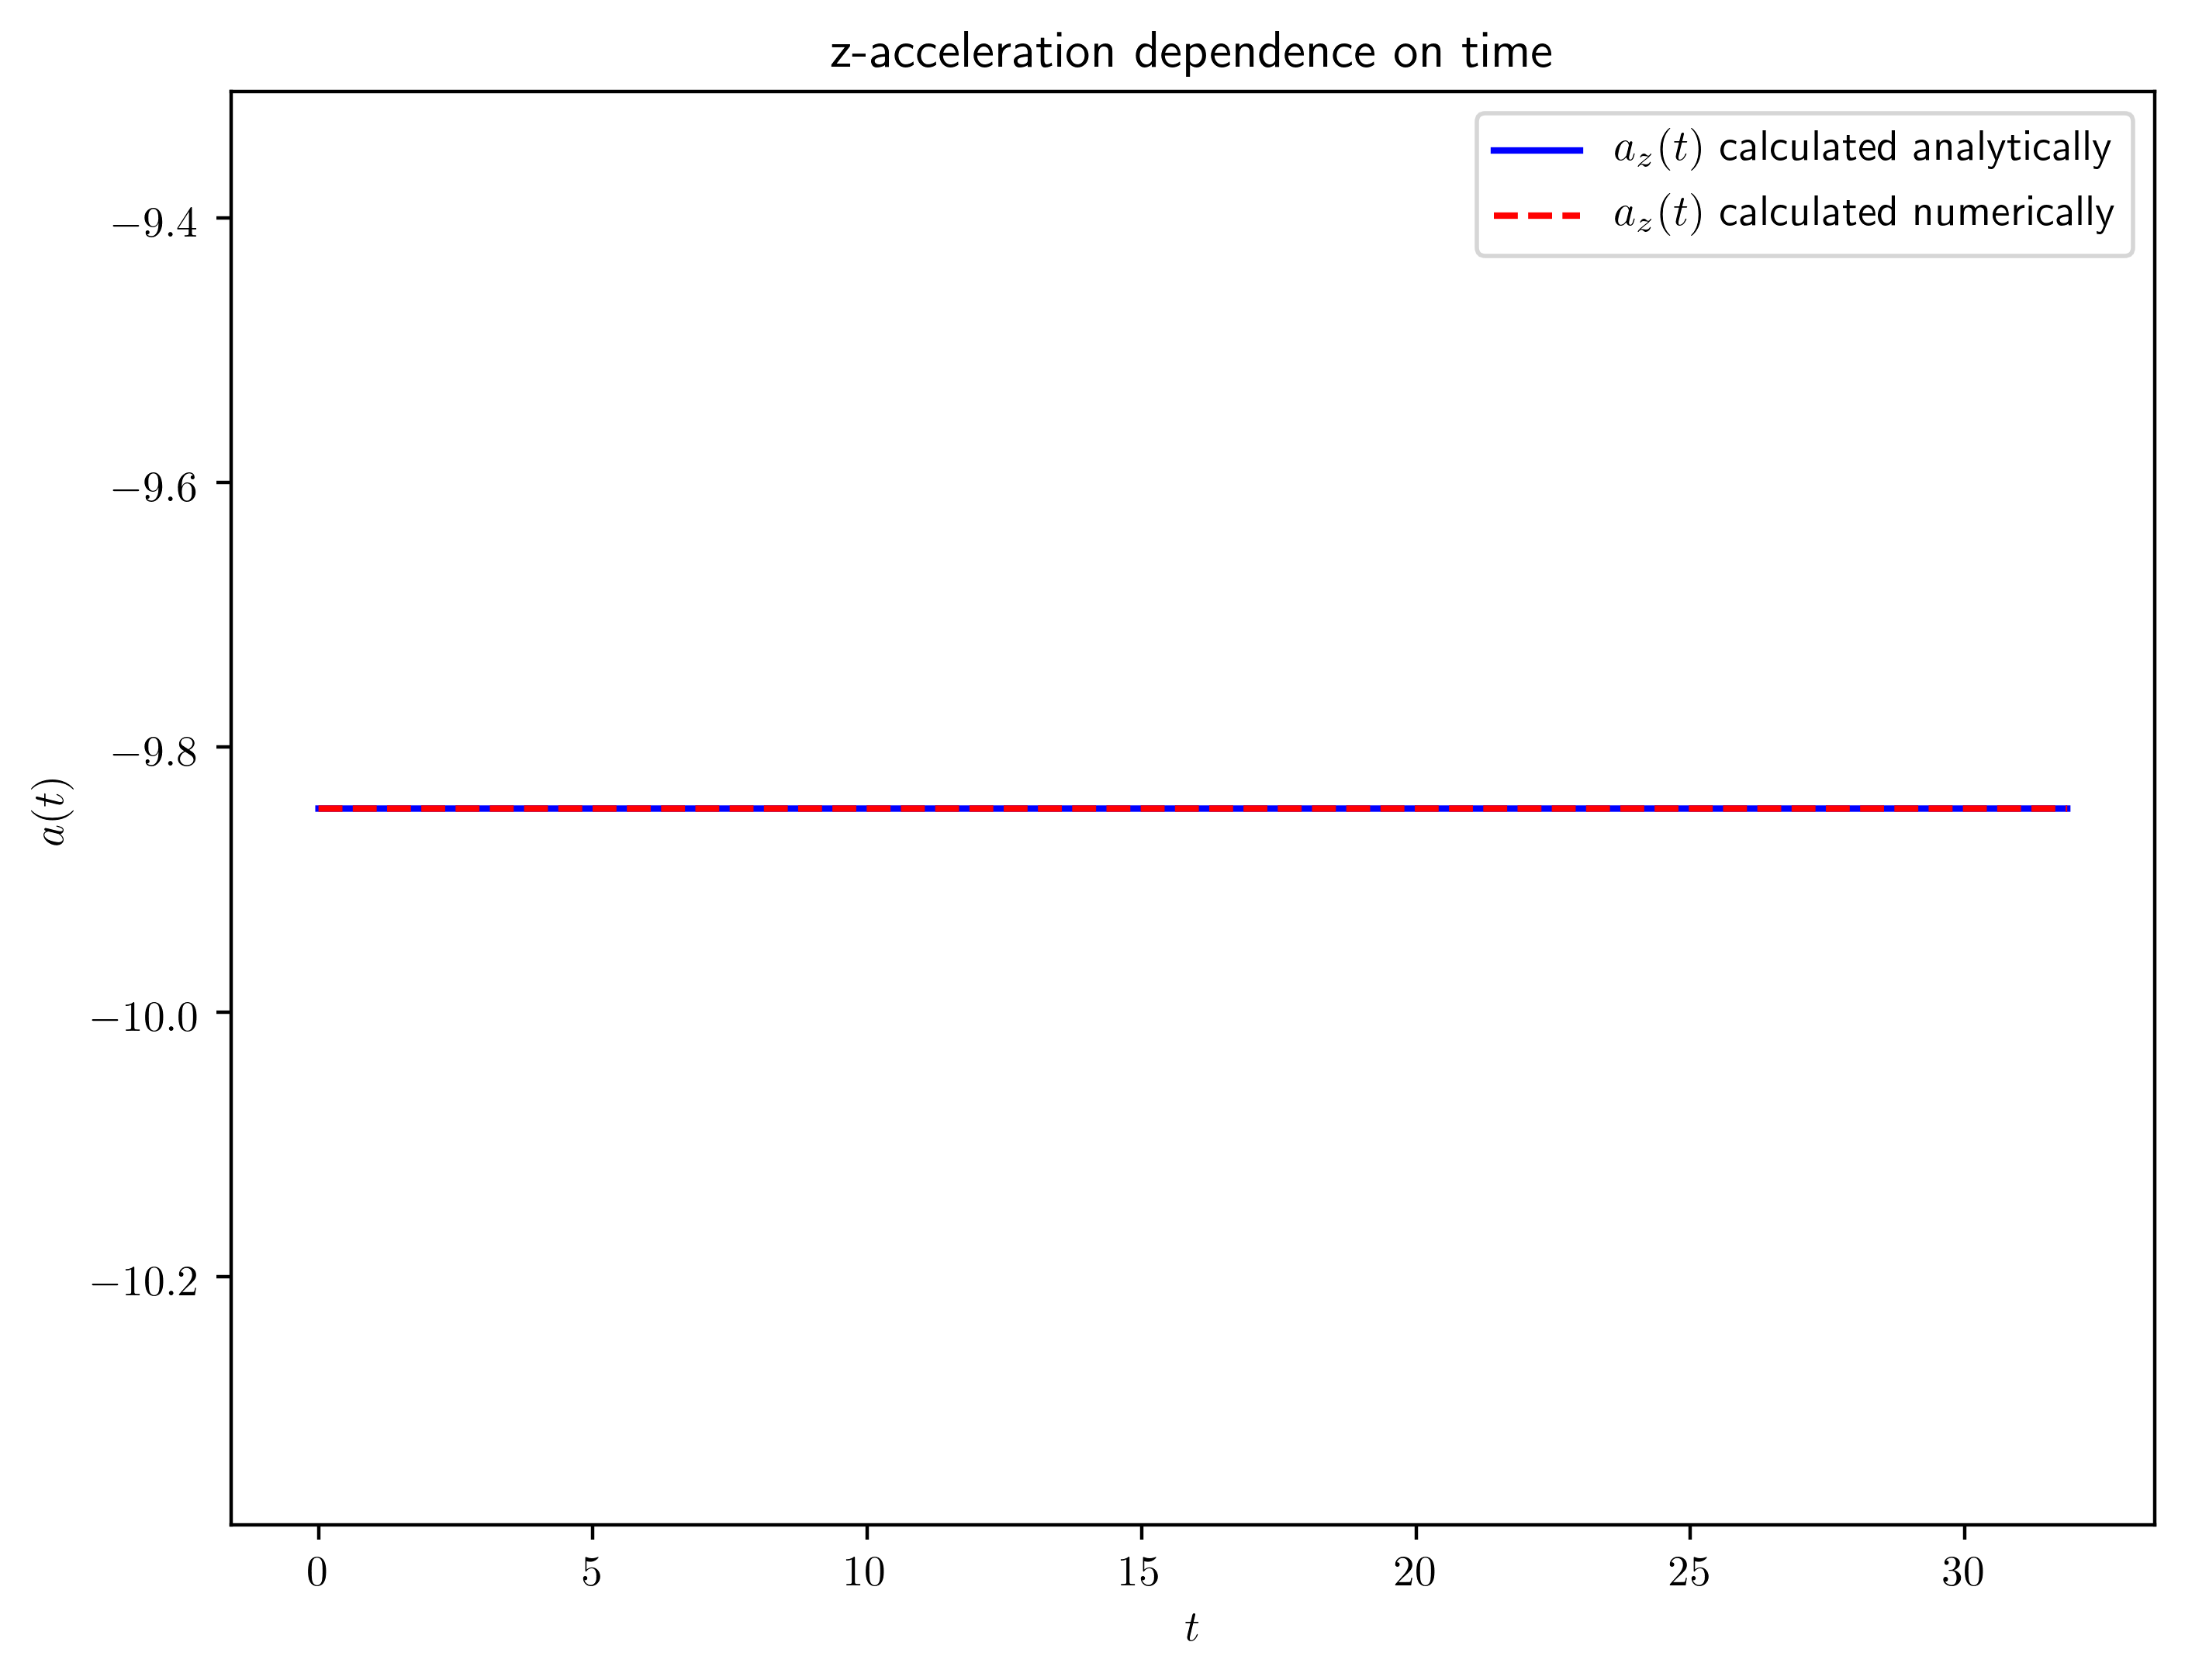 z-acceleration dependence on time
a_z(t) calculated analytically
a_z(t) calculated numerically
−9.4
−9.6
−9.8
−10.0
−10.2
a(t)
0 5 10 15 20 25 30
t